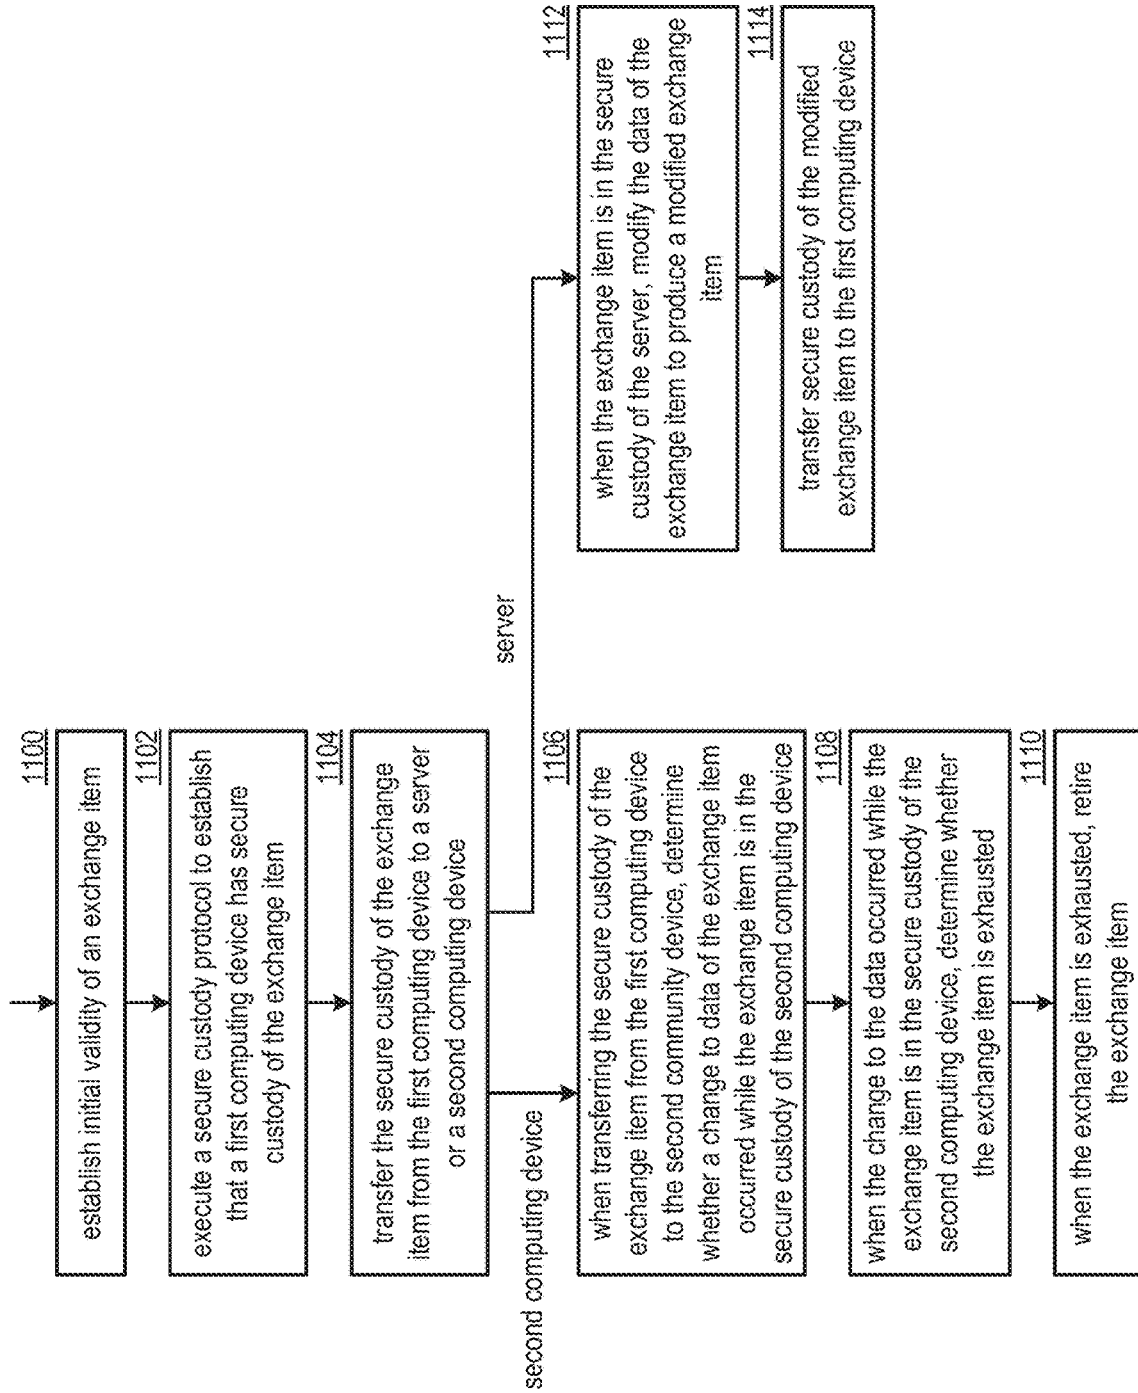 1100
establish initial validity of an exchange item
1102
execute a secure custody protocol to establish
that a first computing device has secure
custody of the exchange item
1104
transfer the secure custody of the exchange
item from the first computing device to a server
or a second computing device
second computing device
server
1106
when transferring the secure custody of the
exchange item from the first computing device
to the second community device, determine
whether a change to data of the exchange item
occurred while the exchange item is in the
secure custody of the second computing device
1108
when the change to the data occurred while the
exchange item is in the secure custody of the
second computing device, determine whether
the exchange item is exhausted
1110
when the exchange item is exhausted, retire
the exchange item
1112
when the exchange item is in the secure
custody of the server, modify the data of the
exchange item to produce a modified exchange
item
1114
transfer secure custody of the modified
exchange item to the first computing device